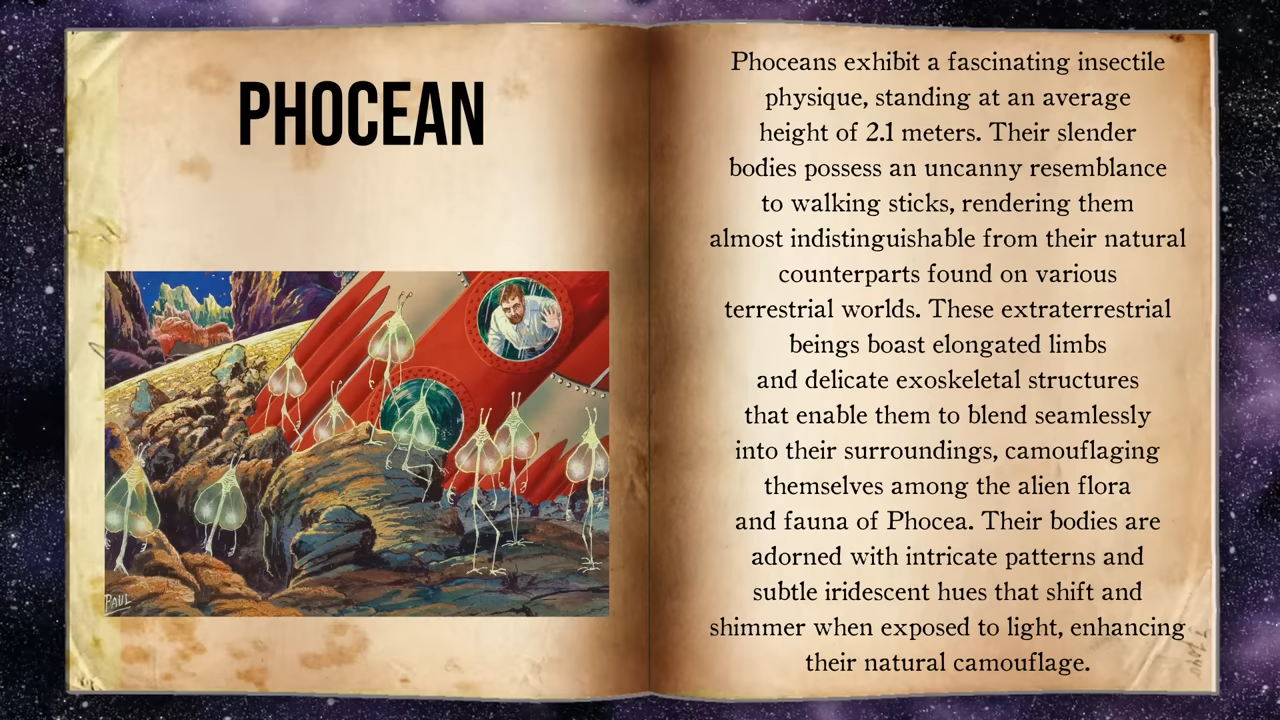 PHOCEAN
PAUL
Phoceans exhibit a fascinating insectile
physique, standing at an average
height of 2.1 meters. Their slender
bodies possess an uncanny resemblance
to walking sticks, rendering them
almost indistinguishable from their natural
counterparts found on various
terrestrial worlds. These extraterrestrial
beings boast elongated limbs
and delicate exoskeletal structures
that enable them to blend seamlessly
into their surroundings, camouflaging
themselves among the alien flora
and fauna of Phocea. Their bodies are
adorned with intricate patterns and
subtle iridescent hues that shift and
shimmer when exposed to light, enhancing
their natural camouflage.